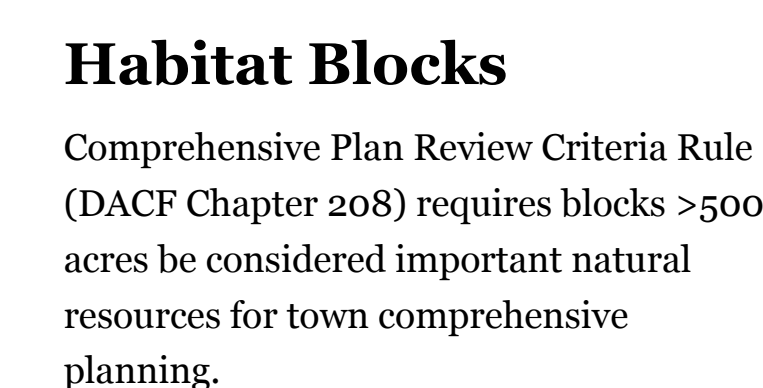 Habitat Blocks
Comprehensive Plan Review Criteria Rule
(DACF Chapter 208) requires blocks >500
acres be considered important natural
resources for town comprehensive
planning.